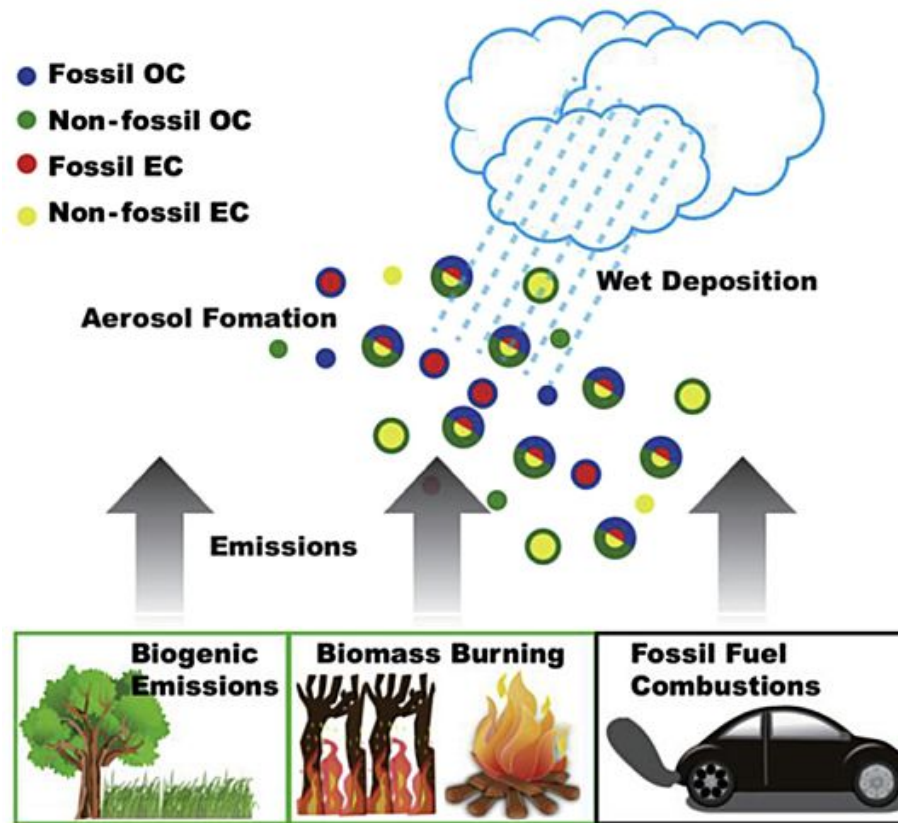 Fossil OC
Non-fossil OC
Fossil EC
Non-fossil EC
Wet Deposition
Aerosol Fomation
Emissions
Biogenic
Emissions
Biomass Burning
Fossil Fuel
Combustions